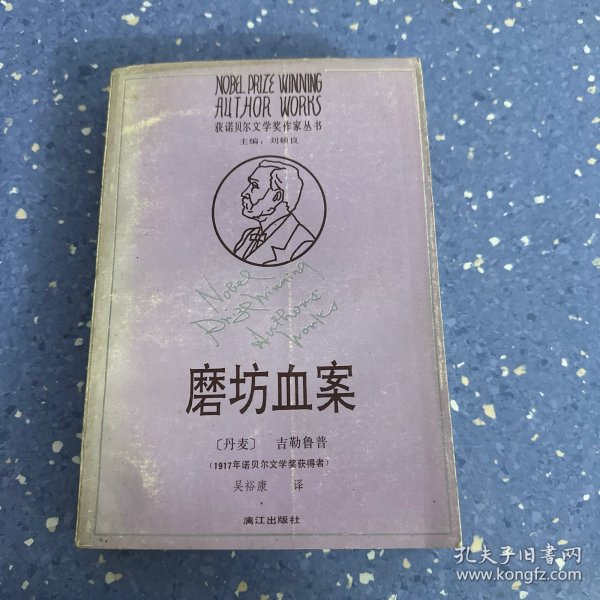 NOBEL PRIZE WINNING
AUTHOR WORKS
获诺贝尔文学奖作家丛书
主编：刘硕良
Nobel
Prize Winning
Authors
Works
磨坊血案
〔丹麦〕 吉勒鲁普
（1917年诺贝尔文学奖获得者）
吴裕康 译
漓江出版社
孔夫子旧书网
www.kongfz.com